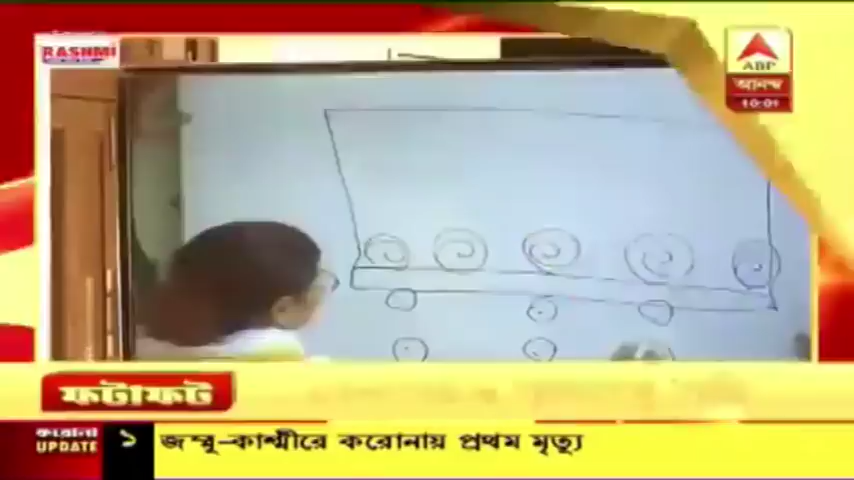 RASHMI
ABP
আনন্দ
10:01
ফটাফট
করোনা
UPDATE
১ জম্মু-কাশ্মীরে করোনায় প্রথম মৃত্যু